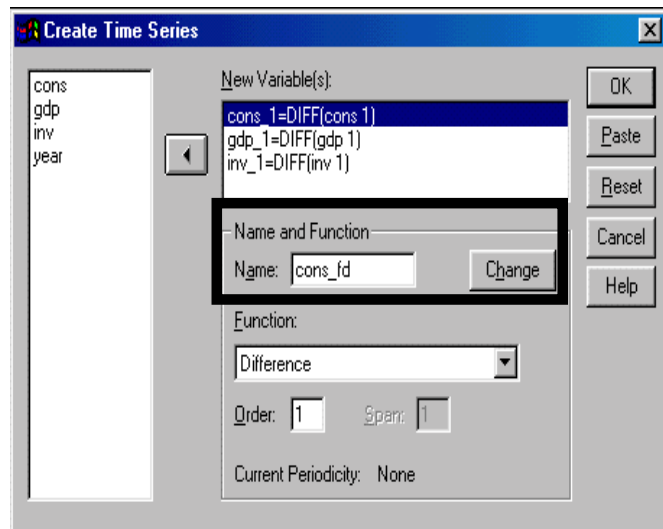 Create Time Series
cons
gdp
inv
year
New Variable(s):
cons_1=DIFF(cons 1)
gdp_1=DIFF(gdp 1)
inv_1=DIFF(inv 1)
Name and Function
Name: cons_fd Change
Function:
Difference
Order: 1 Span: 1
Current Periodicity: None
OK
Paste
Reset
Cancel
Help